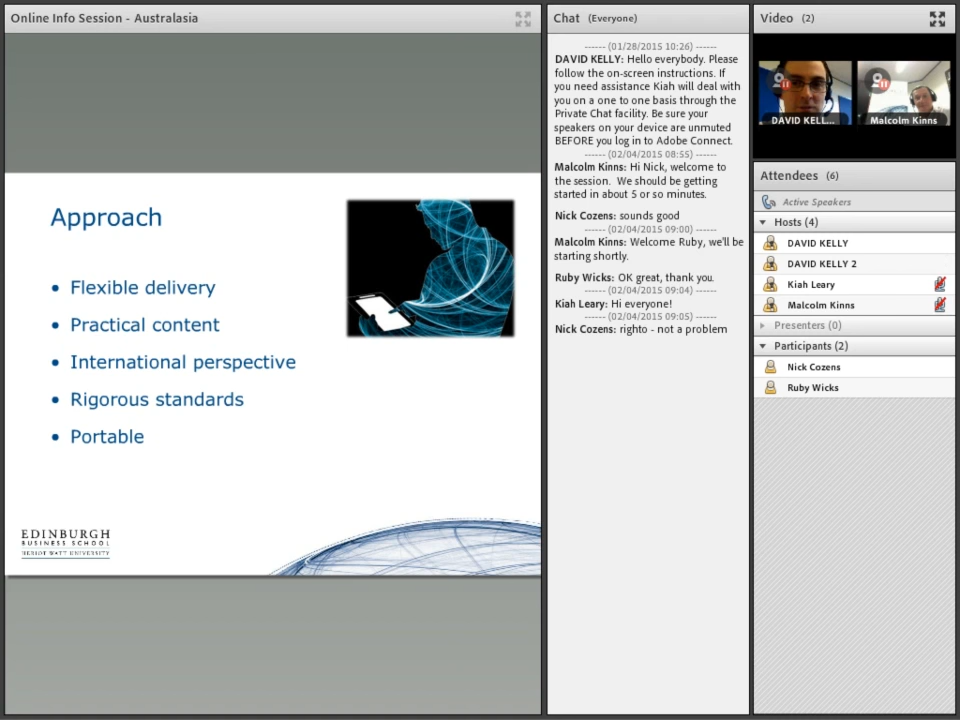 Online Info Session - Australasia
Approach
• Flexible delivery
• Practical content
• International perspective
• Rigorous standards
• Portable
EDINBURGH
BUSINESS SCHOOL
HERIOT WATT UNIVERSITY
Chat (Everyone)
------ (01/28/2015 10:26) ------
DAVID KELLY: Hello everybody. Please
follow the on-screen instructions. If
you need assistance Kiah will deal with
you on a one to one basis through the
Private Chat facility. Be sure your
speakers on your device are unmuted
BEFORE you log in to Adobe Connect.
------ (02/04/2015 08:55) ------
Malcolm Kinns: Hi Nick, welcome to
the session.  We should be getting
started in about 5 or so minutes.
Nick Cozens: sounds good
------ (02/04/2015 09:00) ------
Malcolm Kinns: Welcome Ruby, we'll be
starting shortly.
Ruby Wicks: OK great, thank you.
------ (02/04/2015 09:04) ------
Kiah Leary: Hi everyone!
------ (02/04/2015 09:05) ------
Nick Cozens: righto - not a problem
Video (2)
DAVID KELL...
Malcolm Kinns
Attendees (6)
Active Speakers
Hosts (4)
DAVID KELLY
DAVID KELLY 2
Kiah Leary
Malcolm Kinns
Presenters (0)
Participants (2)
Nick Cozens
Ruby Wicks